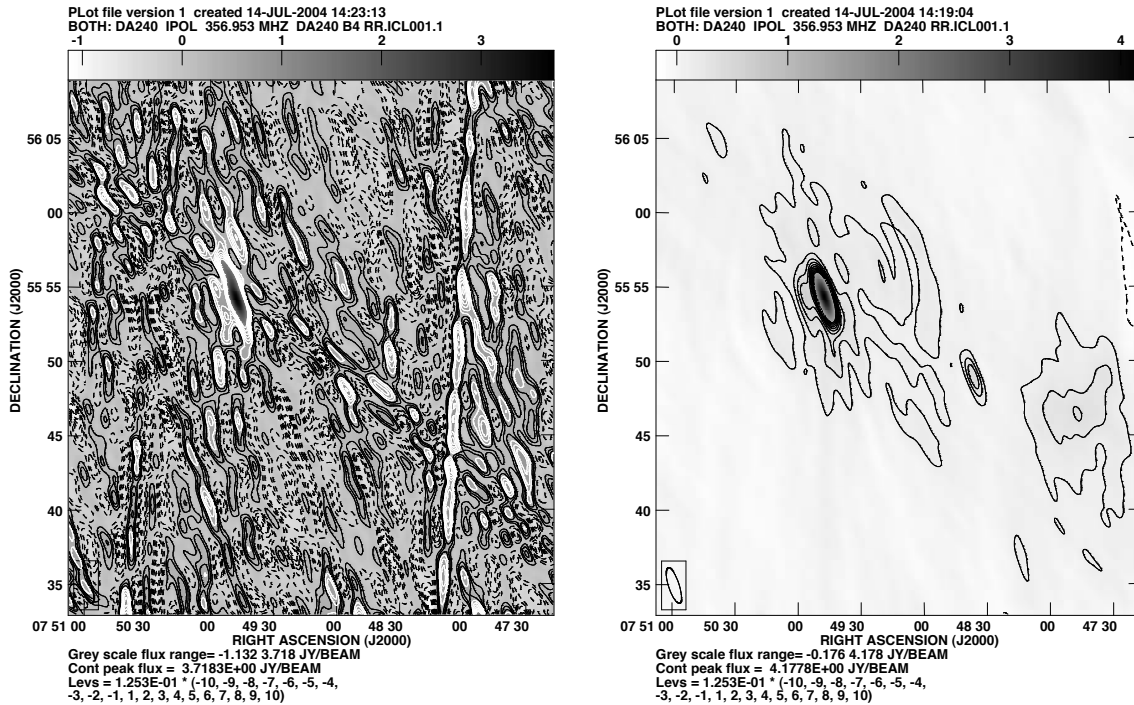 PLot file version 1 created 14-JUL-2004 14:23:13
BOTH: DA240 IPOL 356.953 MHZ DA240 B4 RR.ICL001.1
-1 0 1 2 3
56 05
00
55 55
50
45
40
35
DECLINATION (J2000)
07 51 00 50 30 00 49 30 00 48 30 00 47 30
RIGHT ASCENSION (J2000)
Grey scale flux range= -1.132 3.718 JY/BEAM
Cont peak flux = 3.7183E+00 JY/BEAM
Levs = 1.253E-01 * (-10, -9, -8, -7, -6, -5, -4,
-3, -2, -1, 1, 2, 3, 4, 5, 6, 7, 8, 9, 10)
PLot file version 1 created 14-JUL-2004 14:19:04
BOTH: DA240 IPOL 356.953 MHZ DA240 RR.ICL001.1
0 1 2 3 4
56 05
00
55 55
50
45
40
35
DECLINATION (J2000)
07 51 00 50 30 00 49 30 00 48 30 00 47 30
RIGHT ASCENSION (J2000)
Grey scale flux range= -0.176 4.178 JY/BEAM
Cont peak flux = 4.1778E+00 JY/BEAM
Levs = 1.253E-01 * (-10, -9, -8, -7, -6, -5, -4,
-3, -2, -1, 1, 2, 3, 4, 5, 6, 7, 8, 9, 10)